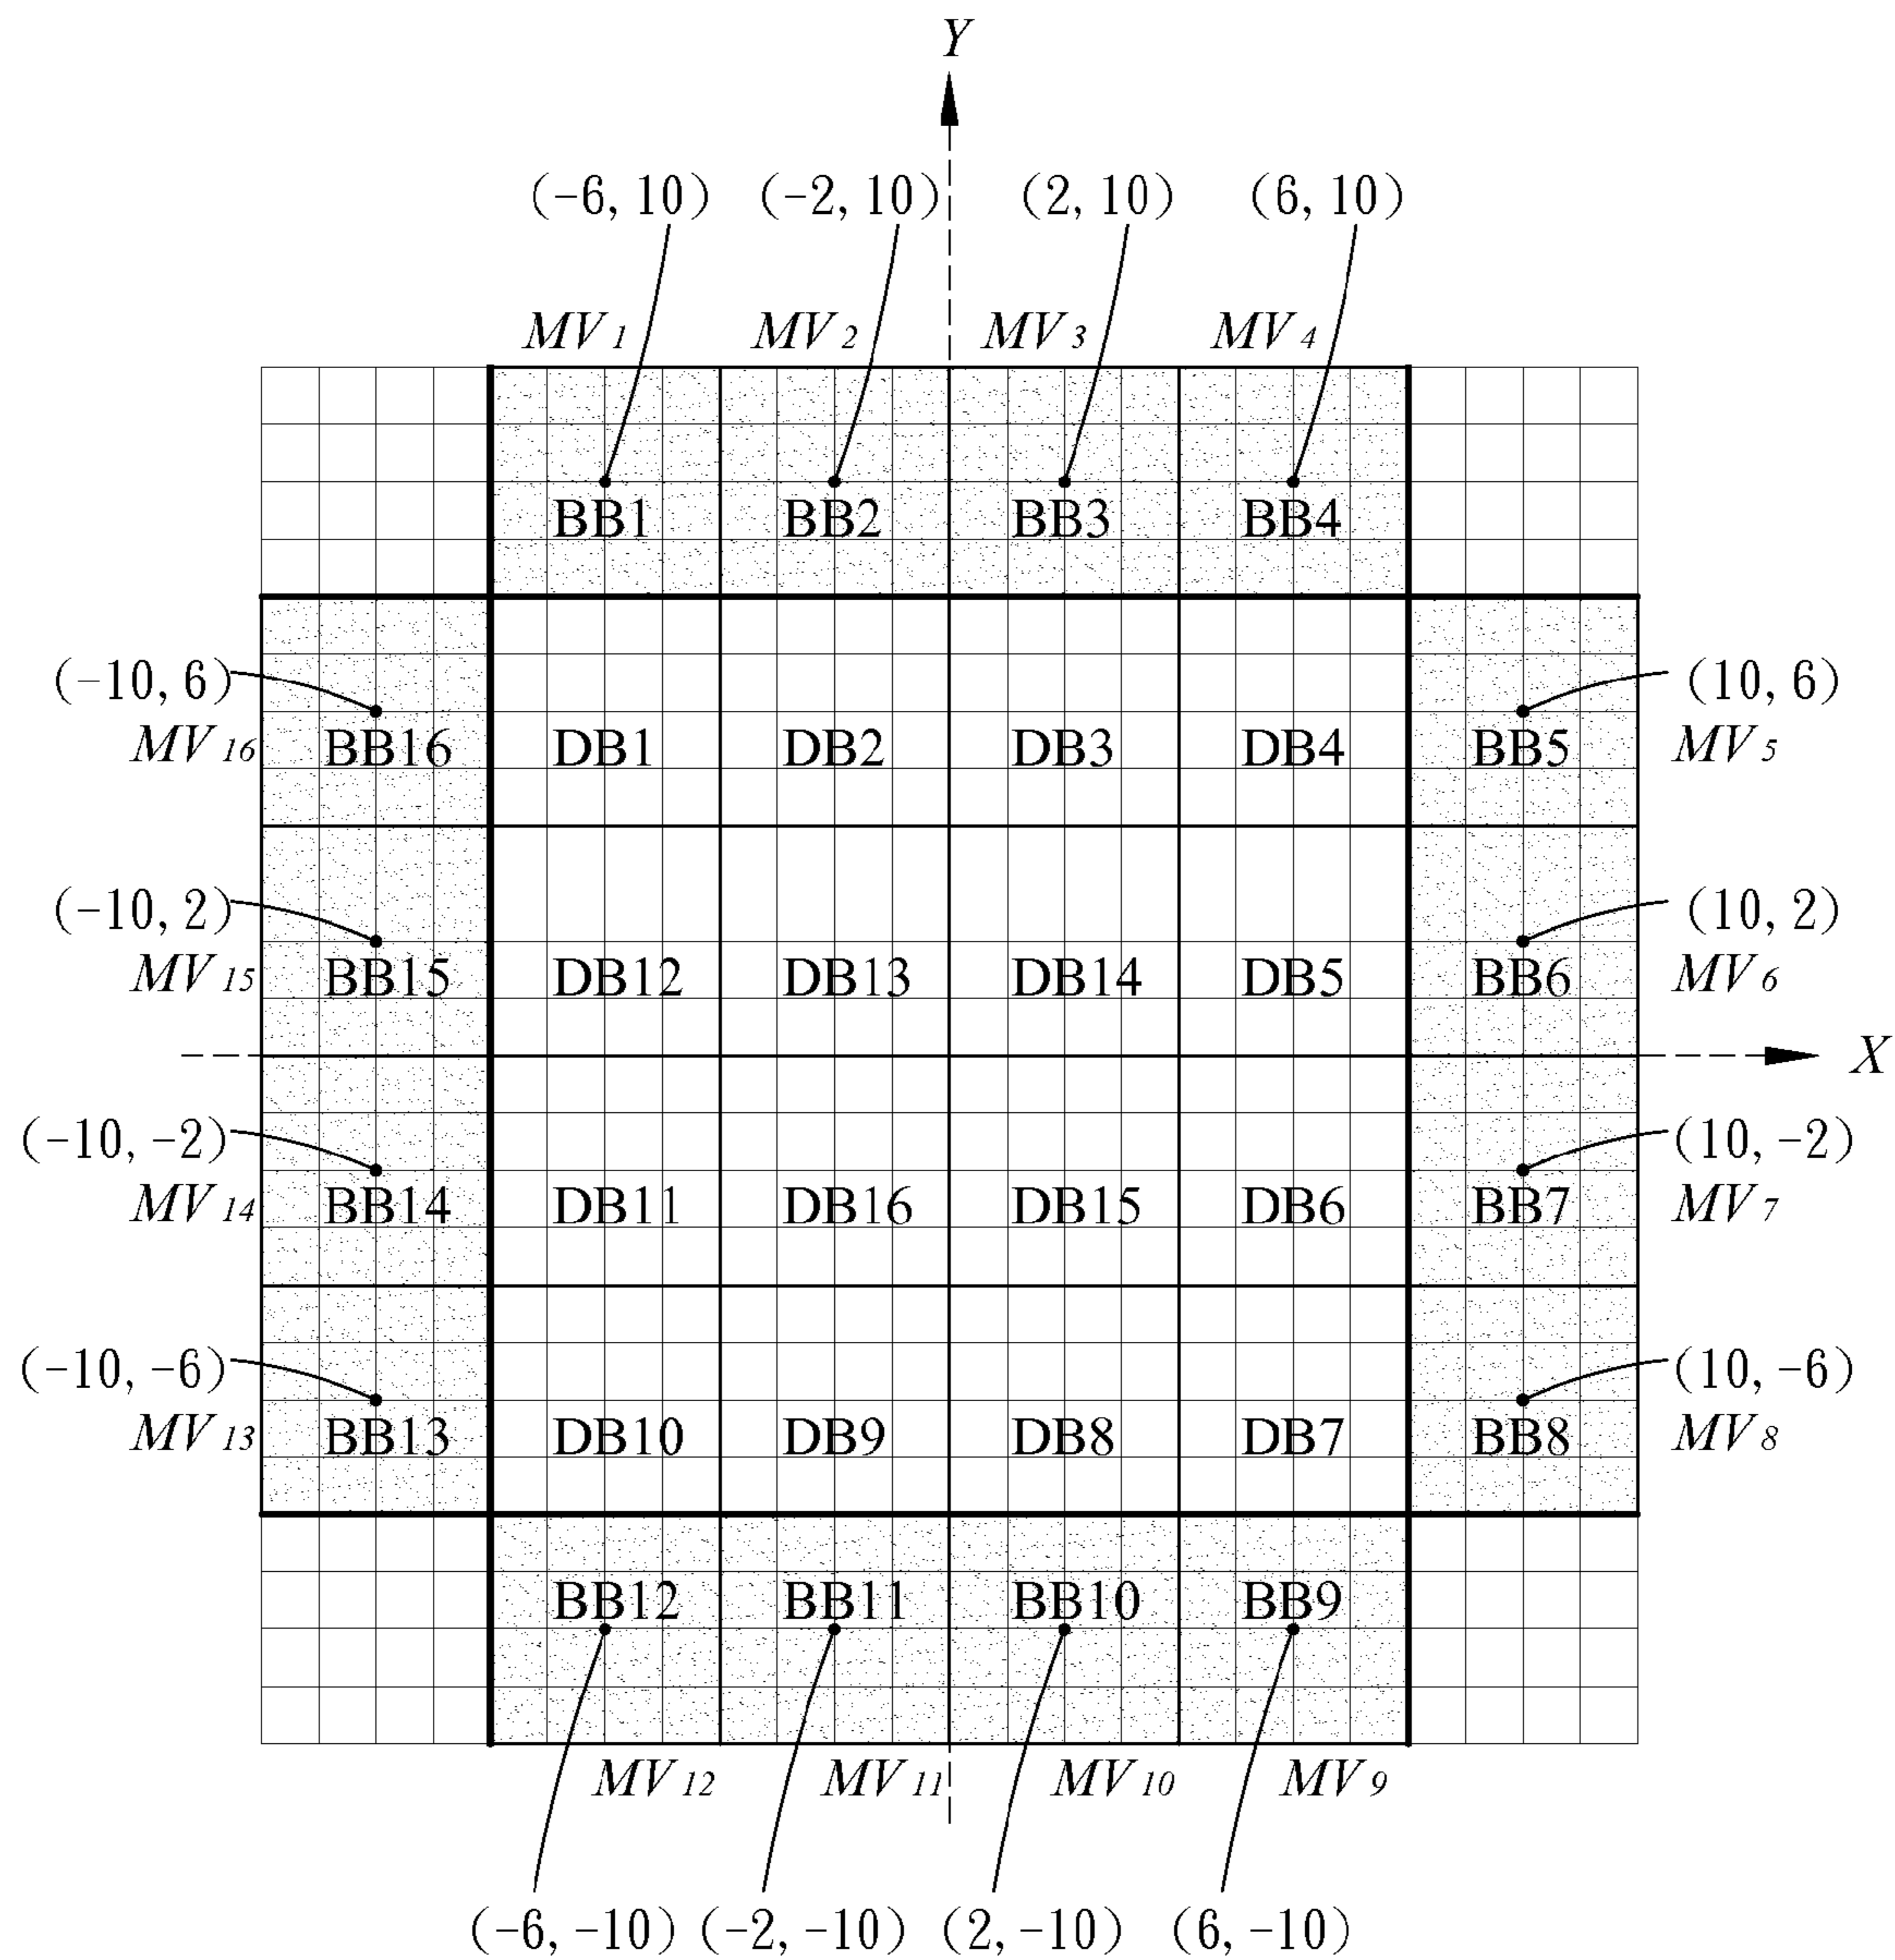 Y
(-6, 10) (-2, 10) (2, 10) (6, 10)
MV1 MV2 MV3 MV4
BB1 BB2 BB3 BB4
(-10, 6) (10, 6)
MV16 BB16 DB1 DB2 DB3 DB4 BB5 MV5
(-10, 2) (10, 2)
MV15 BB15 DB12 DB13 DB14 DB5 BB6 MV6
X
(-10, -2) (10, -2)
MV14 BB14 DB11 DB16 DB15 DB6 BB7 MV7
(-10, -6) (10, -6)
MV13 BB13 DB10 DB9 DB8 DB7 BB8 MV8
BB12 BB11 BB10 BB9
MV12 MV11 MV10 MV9
(-6, -10) (-2, -10) (2, -10) (6, -10)